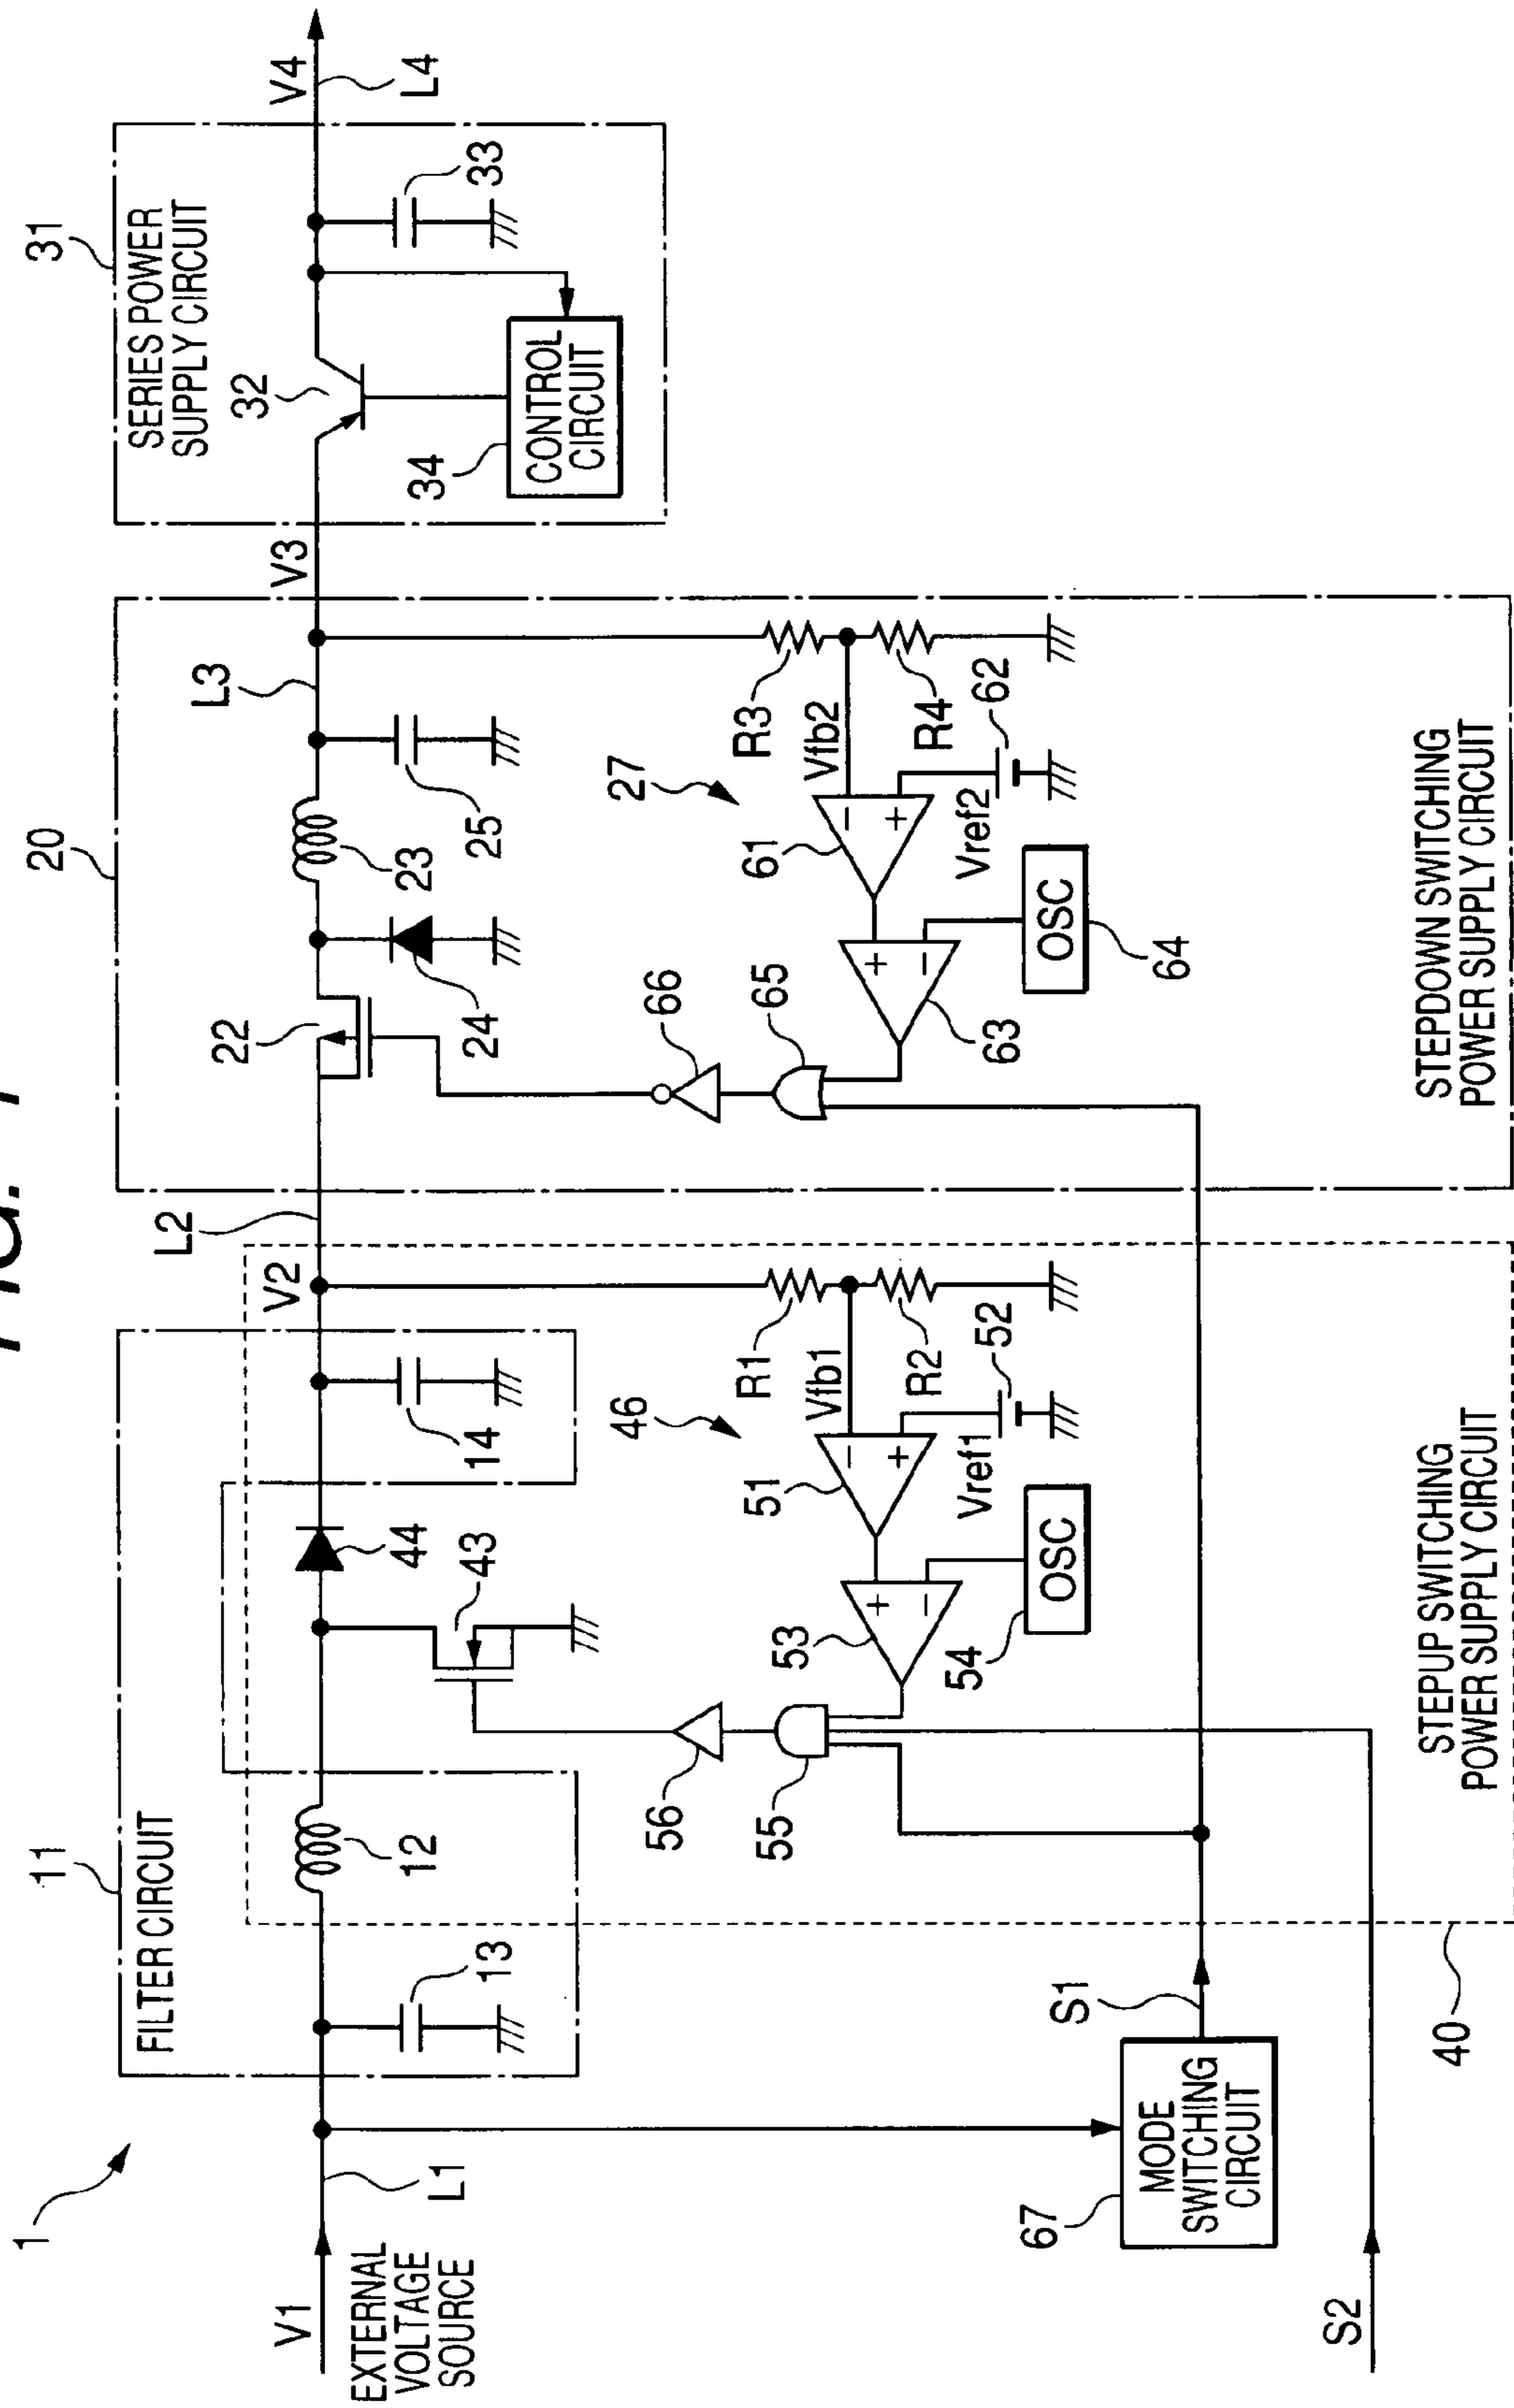 FIG. 1
1
V1
EXTERNAL
VOLTAGE
SOURCE
L1
11
FILTER CIRCUIT
12
13
14
44
43
V2
L2
20
22
23
24
25
L3
V3
31
SERIES POWER
SUPPLY CIRCUIT
32
33
34
CONTROL
CIRCUIT
V4
L4
46
R1
Vfb1
R2
51
−
+
Vref1
52
53
+
−
54
OSC
55
56
27
R3
Vfb2
R4
61
−
+
Vref2
62
63
+
−
64
OSC
65
66
STEPUP SWITCHING
POWER SUPPLY CIRCUIT
STEPDOWN SWITCHING
POWER SUPPLY CIRCUIT
67
MODE
SWITCHING
CIRCUIT
S1
40
S2